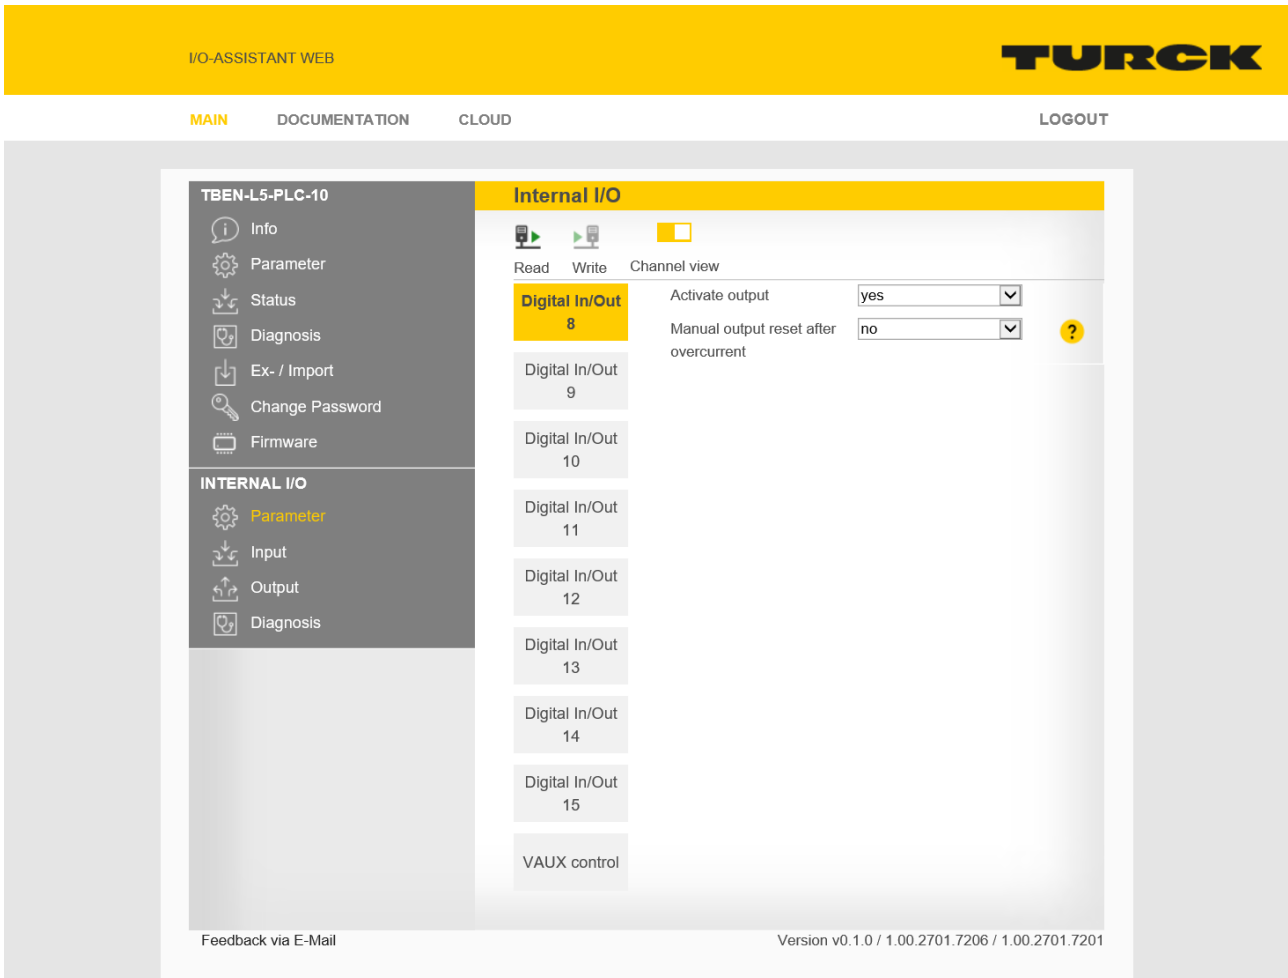 I/O-ASSISTANT WEB
TURCK
MAIN DOCUMENTATION CLOUD LOGOUT
TBEN-L5-PLC-10
Info
Parameter
Status
Diagnosis
Ex- / Import
Change Password
Firmware
INTERNAL I/O
Parameter
Input
Output
Diagnosis
Internal I/O
Read Write Channel view
Digital In/Out
8
Digital In/Out
9
Digital In/Out
10
Digital In/Out
11
Digital In/Out
12
Digital In/Out
13
Digital In/Out
14
Digital In/Out
15
VAUX control
Activate output yes
Manual output reset after no
overcurrent
?
Feedback via E-Mail
Version v0.1.0 / 1.00.2701.7206 / 1.00.2701.7201